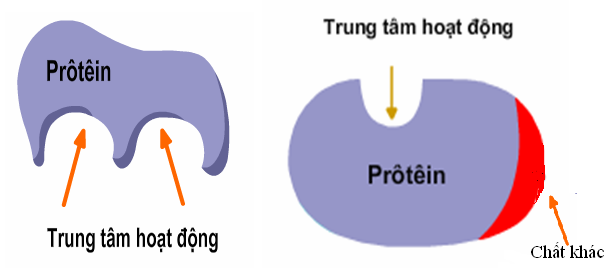 Prôtêin
Trung tâm hoạt động
Trung tâm hoạt động
Prôtêin
Chất khác